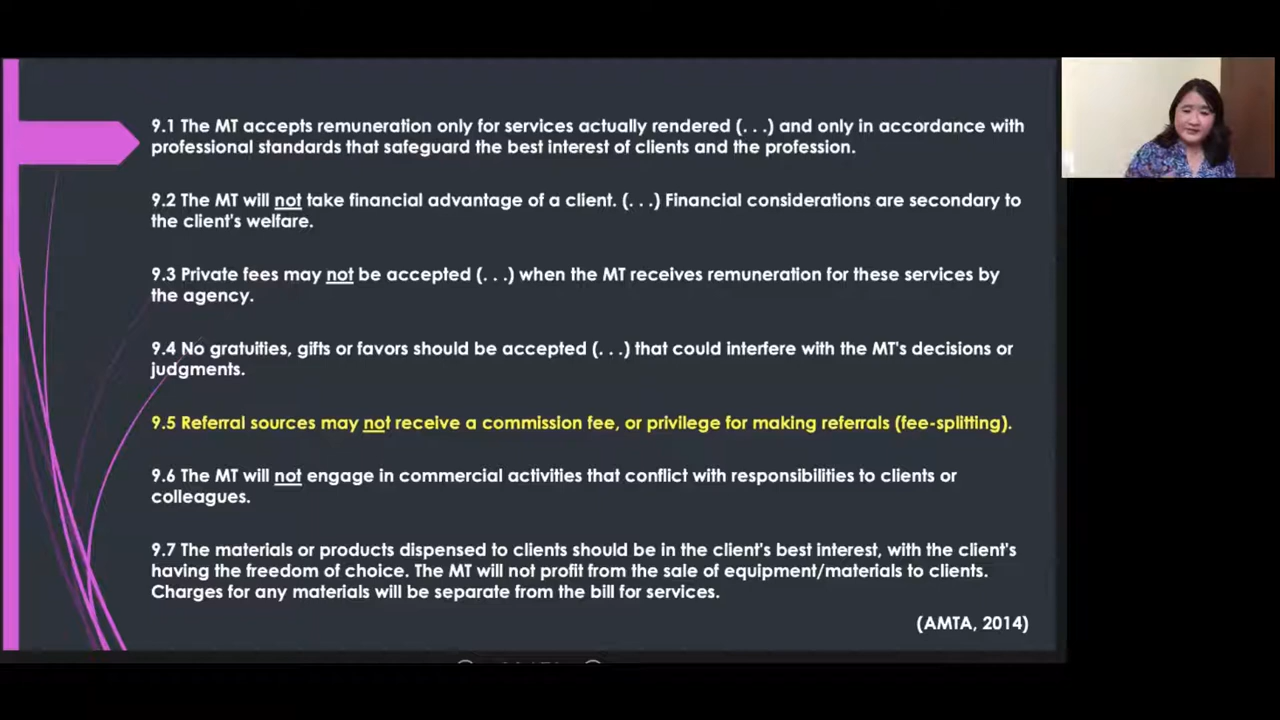 9.1 The MT accepts remuneration only for services actually rendered (. . .) and only in accordance with
professional standards that safeguard the best interest of clients and the profession.
9.2 The MT will not take financial advantage of a client. (. . .) Financial considerations are secondary to
the client's welfare.
9.3 Private fees may not be accepted (. . .) when the MT receives remuneration for these services by
the agency.
9.4 No gratuities, gifts or favors should be accepted (. . .) that could interfere with the MT's decisions or
judgments.
9.5 Referral sources may not receive a commission fee, or privilege for making referrals (fee-splitting).
9.6 The MT will not engage in commercial activities that conflict with responsibilities to clients or
colleagues.
9.7 The materials or products dispensed to clients should be in the client's best interest, with the client's
having the freedom of choice. The MT will not profit from the sale of equipment/materials to clients.
Charges for any materials will be separate from the bill for services.
(AMTA, 2014)